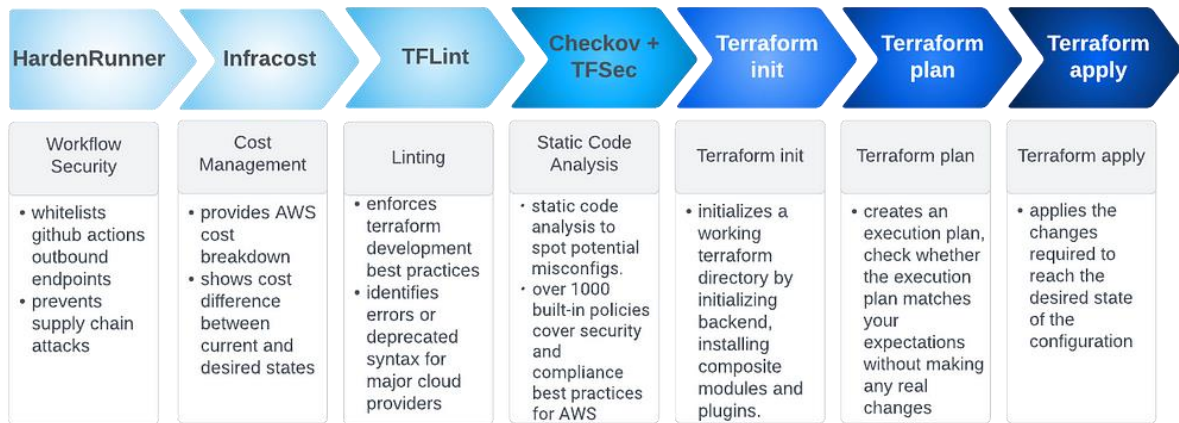 HardenRunner
Infracost
TFLint
Checkov +
TFSec
Terraform
init
Terraform
plan
Terraform
apply
Workflow
Security
• whitelists
github actions
outbound
endpoints
• prevents
supply chain
attacks
Cost
Management
• provides AWS
cost
breakdown
• shows cost
difference
between
current and
desired states
Linting
• enforces
terraform
development
best practices
• identifies
errors or
deprecated
syntax for
major cloud
providers
Static Code
Analysis
• static code
analysis to
spot potential
misconfigs.
• over 1000
built-in policies
cover security
and
compliance
best practices
for AWS
Terraform init
• initializes a
working
terraform
directory by
initializing
backend,
installing
composite
modules and
plugins.
Terraform plan
• creates an
execution plan,
check whether
the execution
plan matches
your
expectations
without making
any real
changes
Terraform apply
• applies the
changes
required to
reach the
desired state
of the
configuration